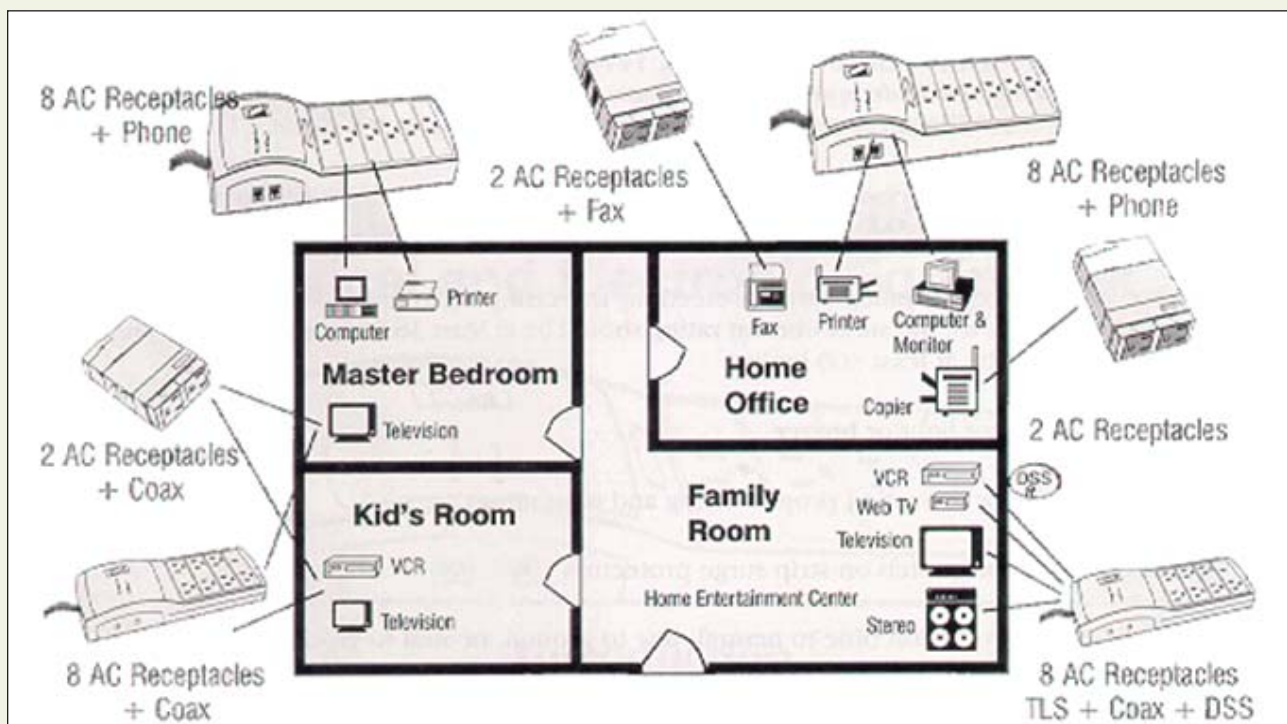 8 AC Receptacles
+ Phone
2 AC Receptacles
+ Fax
8 AC Receptacles
+ Phone
Computer
Printer
Master Bedroom
Television
Fax
Printer
Computer &
Monitor
Home
Office
Copier
2 AC Receptacles
2 AC Receptacles
+ Coax
Kid's Room
VCR
Television
Family
Room
VCR
Web TV
Television
Home Entertainment Center
Stereo
DSS
8 AC Receptacles
+ Coax
8 AC Receptacles
TLS + Coax + DSS